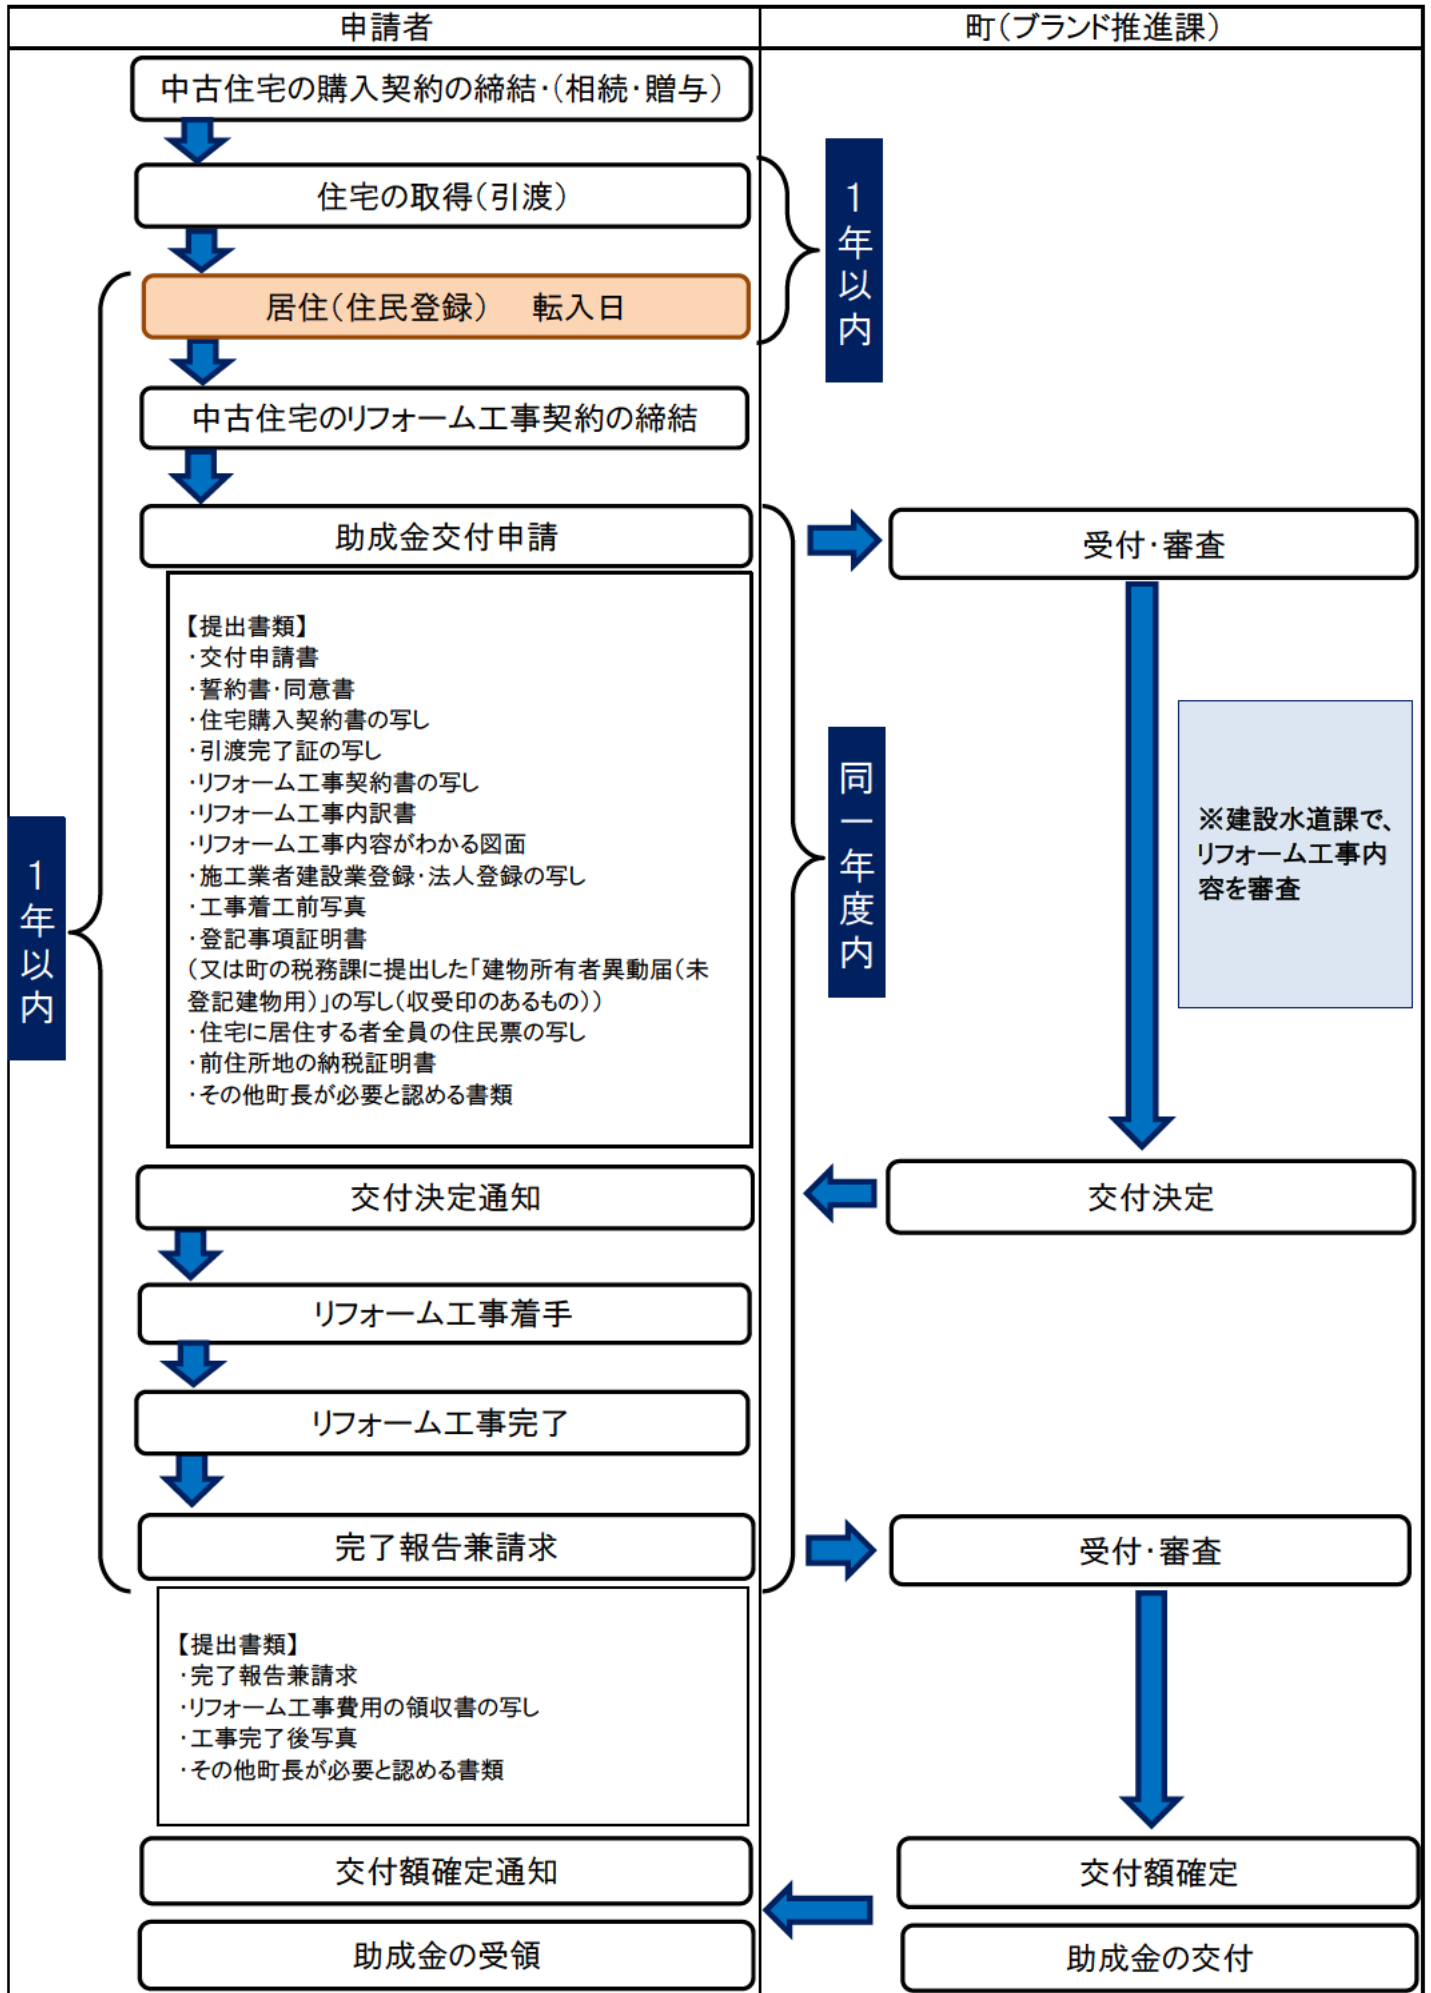 申請者
町（ブランド推進課）
中古住宅の購入契約の締結・（相続・贈与）
住宅の取得（引渡）
1年以内
居住（住民登録）　転入日
中古住宅のリフォーム工事契約の締結
助成金交付申請
受付・審査
【提出書類】
・交付申請書
・誓約書・同意書
・住宅購入契約書の写し
・引渡完了証の写し
・リフォーム工事契約書の写し
・リフォーム工事内訳書
・リフォーム工事内容がわかる図面
・施工業者建設業登録・法人登録の写し
・工事着工前写真
・登記事項証明書
（又は町の税務課に提出した「建物所有者異動届（未
登記建物用）」の写し（収受印のあるもの））
・住宅に居住する者全員の住民票の写し
・前住所地の納税証明書
・その他町長が必要と認める書類
1年以内
同一年度内
※建設水道課で、
リフォーム工事内
容を審査
交付決定通知
交付決定
リフォーム工事着手
リフォーム工事完了
完了報告兼請求
受付・審査
【提出書類】
・完了報告兼請求
・リフォーム工事費用の領収書の写し
・工事完了後写真
・その他町長が必要と認める書類
交付額確定通知
交付額確定
助成金の受領
助成金の交付